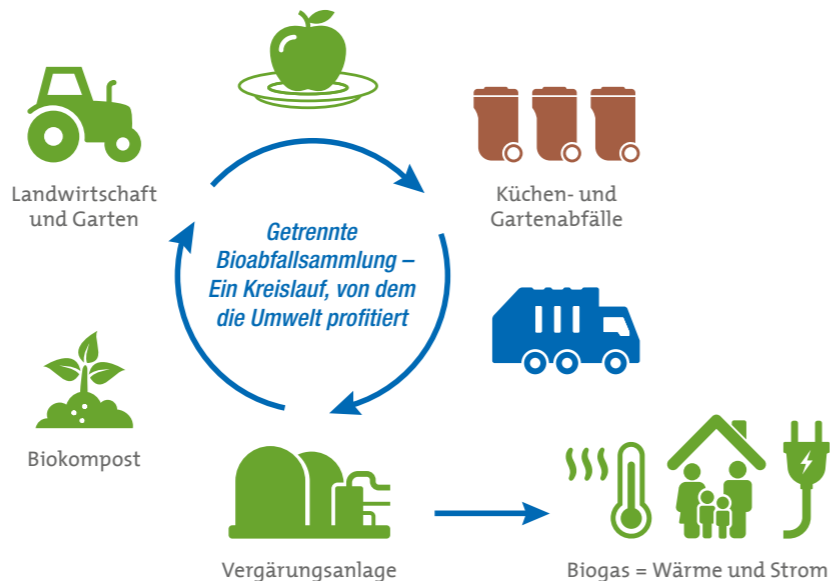 Landwirtschaft
und Garten
Küchen- und
Gartenabfälle
Getrennte
Bioabfallsammlung –
Ein Kreislauf, von dem
die Umwelt profitiert
Biokompost
Vergärungsanlage
Biogas = Wärme und Strom